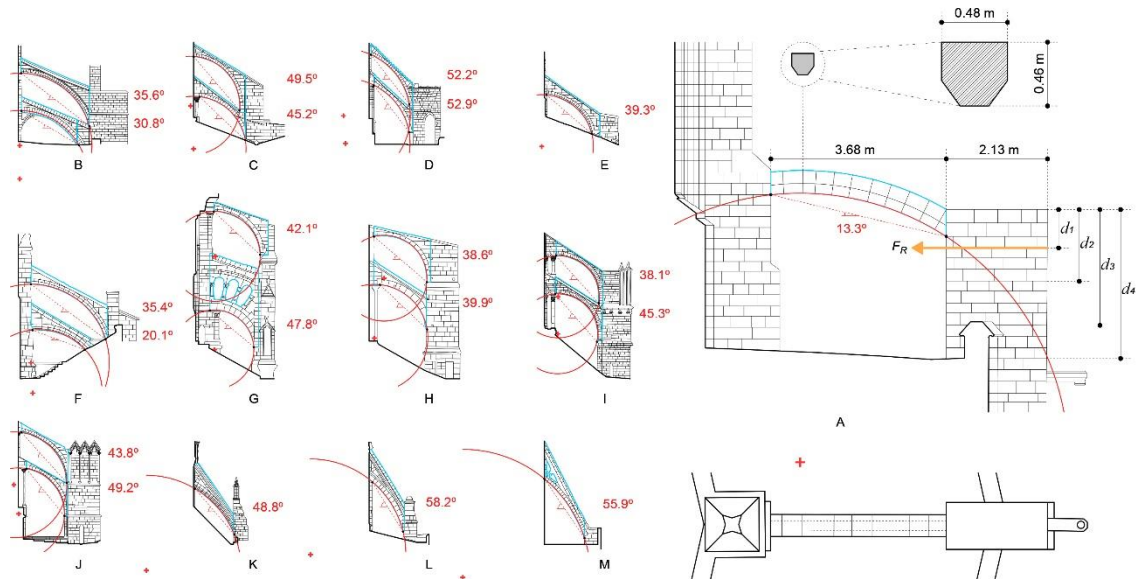 35.6º
30.8º
B
49.5º
45.2º
C
52.2º
52.9º
D
39.3º
E
0.48 m
0.46 m
3.68 m
2.13 m
13.3º
FR
d1
d2
d3
d4
A
35.4º
20.1º
F
42.1º
47.8º
G
38.6º
39.9º
H
38.1º
45.3º
I
43.8º
49.2º
J
48.8º
K
58.2º
L
55.9º
M